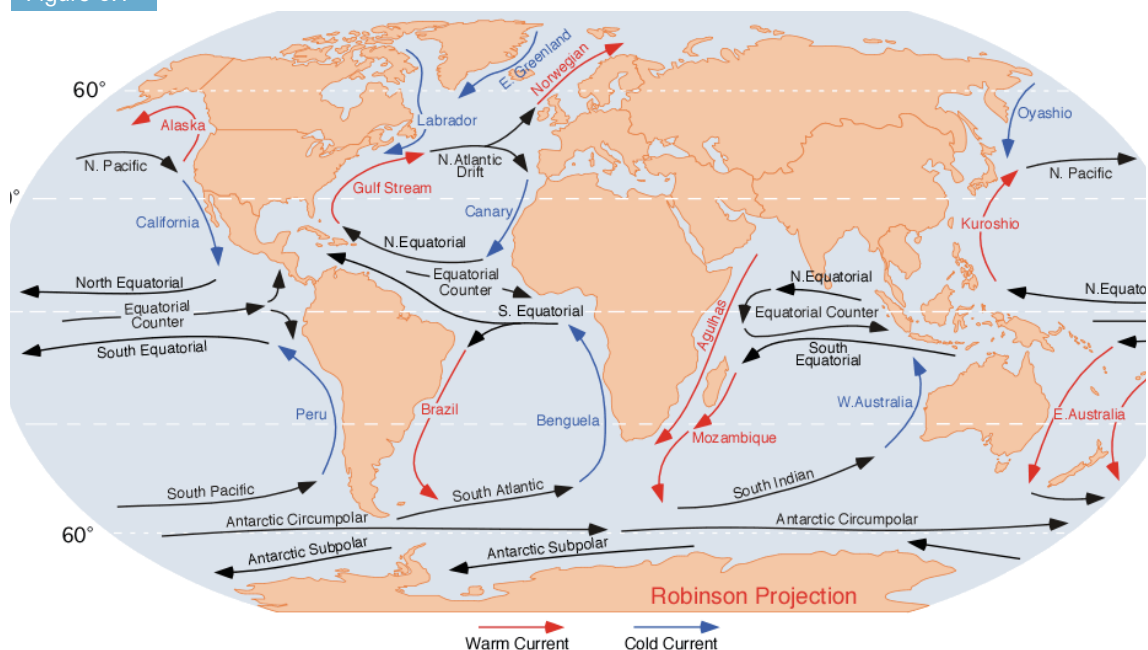 60°
Alaska
N. Pacific
California
North Equatorial
Equatorial
Counter
South Equatorial
Peru
South Pacific
60°
Labrador
E. Greenland
Norwegian
N.Atlantic
Drift
Gulf Stream
Canary
N.Equatorial
Equatorial
Counter
S. Equatorial
Brazil
Benguela
South Atlantic
Antarctic Circumpolar
Antarctic Subpolar
Antarctic Subpolar
Agulhas
N.Equatorial
Equatorial Counter
South
Equatorial
Mozambique
W.Australia
South Indian
Antarctic Circumpolar
Oyashio
N. Pacific
Kuroshio
E.Australia
Robinson Projection
Warm Current
Cold Current